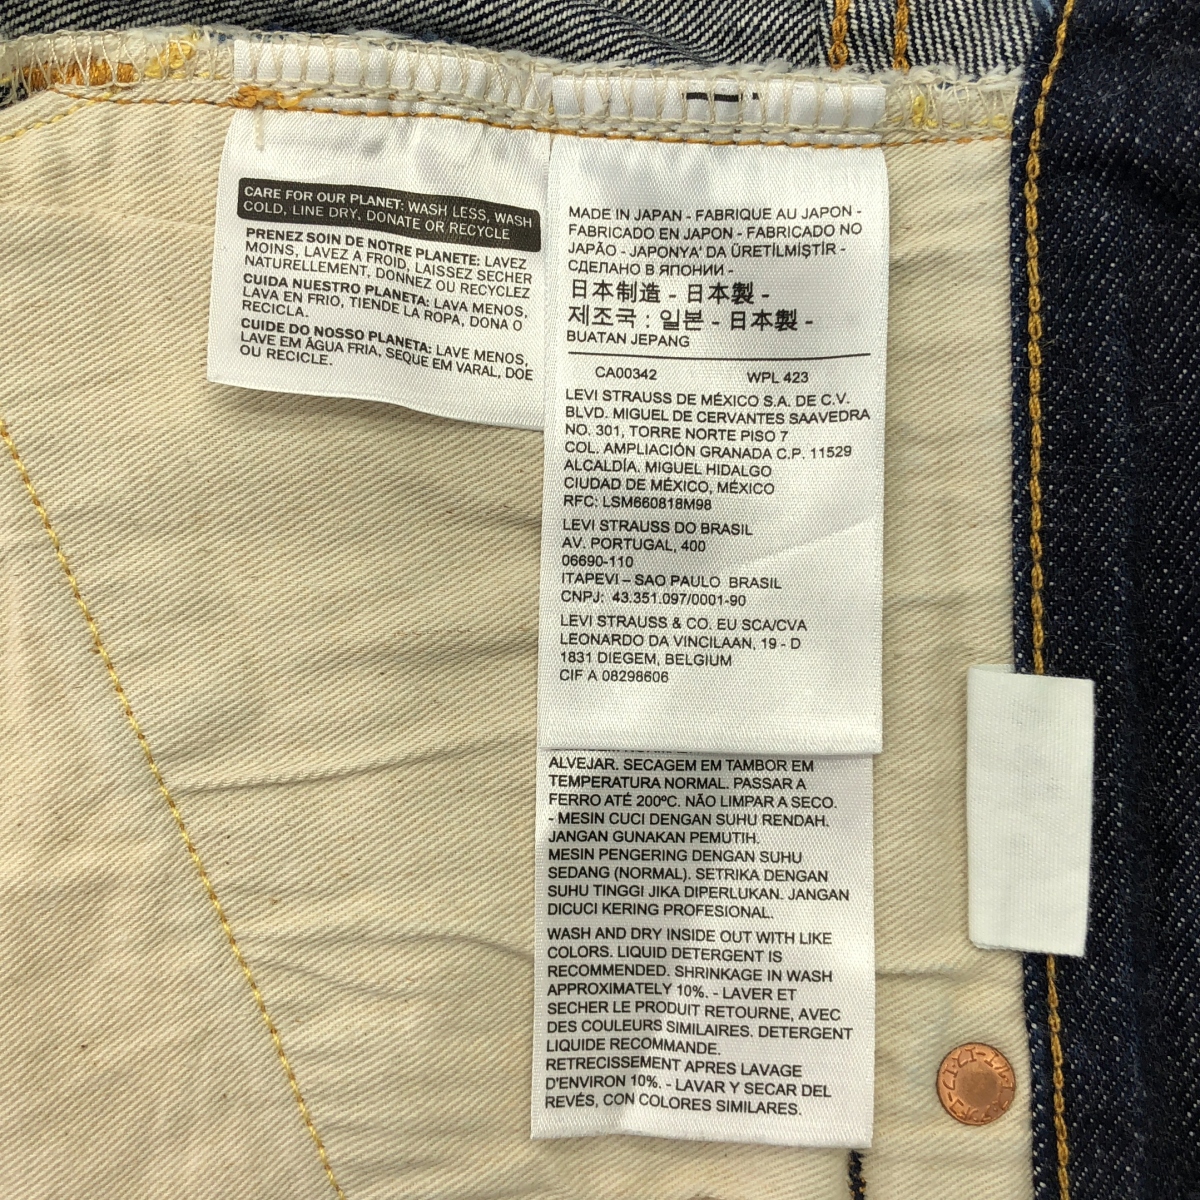 CARE FOR OUR PLANET: WASH LESS, WASH
COLD, LINE DRY, DONATE OR RECYCLE
PRENEZ SOIN DE NOTRE PLANETE: LAVEZ
MOINS, LAVEZ A FROID, LAISSEZ SECHER
NATURELLEMENT, DONNEZ OU RECYCLEZ
CUIDA NUESTRO PLANETA: LAVA MENOS,
LAVA EN FRIO, TIENDE LA ROPA, DONA O
RECICLA.
CUIDE DO NOSSO PLANETA: LAVE MENOS,
LAVE EM ÁGUA FRIA, SEQUE EM VARAL, DOE
OU RECICLE.
MADE IN JAPAN - FABRIQUE AU JAPON -
FABRICADO EN JAPON - FABRICADO NO
JAPÃO - JAPONYA' DA ÜRETİLMİŞTİR -
СДЕЛАНО В ЯПОНИИ -
日本制造 - 日本製 -
제조국 : 일본 - 日本製 -
BUATAN JEPANG
CA00342 WPL 423
LEVI STRAUSS DE MÉXICO S.A. DE C.V.
BLVD. MIGUEL DE CERVANTES SAAVEDRA
NO. 301, TORRE NORTE PISO 7
COL. AMPLIACIÓN GRANADA C.P. 11529
ALCALDÍA. MIGUEL HIDALGO
CIUDAD DE MÉXICO, MÉXICO
RFC: LSM660818M98
LEVI STRAUSS DO BRASIL
AV. PORTUGAL, 400
06690-110
ITAPEVI – SAO PAULO BRASIL
CNPJ: 43.351.097/0001-90
LEVI STRAUSS & CO. EU SCA/CVA
LEONARDO DA VINCILAAN, 19 - D
1831 DIEGEM, BELGIUM
CIF A 08298606
ALVEJAR. SECAGEM EM TAMBOR EM
TEMPERATURA NORMAL. PASSAR A
FERRO ATÉ 200ºC. NÃO LIMPAR A SECO.
- MESIN CUCI DENGAN SUHU RENDAH.
JANGAN GUNAKAN PEMUTIH.
MESIN PENGERING DENGAN SUHU
SEDANG (NORMAL). SETRIKA DENGAN
SUHU TINGGI JIKA DIPERLUKAN. JANGAN
DICUCI KERING PROFESIONAL.
WASH AND DRY INSIDE OUT WITH LIKE
COLORS. LIQUID DETERGENT IS
RECOMMENDED. SHRINKAGE IN WASH
APPROXIMATELY 10%. - LAVER ET
SECHER LE PRODUIT RETOURNE, AVEC
DES COULEURS SIMILAIRES. DETERGENT
LIQUIDE RECOMMANDE.
RETRECISSEMENT APRES LAVAGE
D'ENVIRON 10%. - LAVAR Y SECAR DEL
REVÉS, CON COLORES SIMILARES.